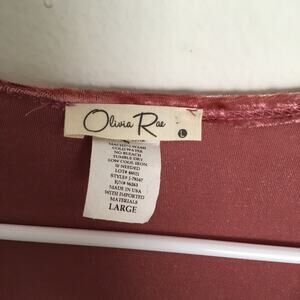 Olivia Rae
L
MACHINE WASH
COLD WATER
NO BLEACH
TUMBLE DRY
LOW COOL IRON
IF NEEDED
MADE IN USA
WITH IMPORTED
MATERIALS
LARGE